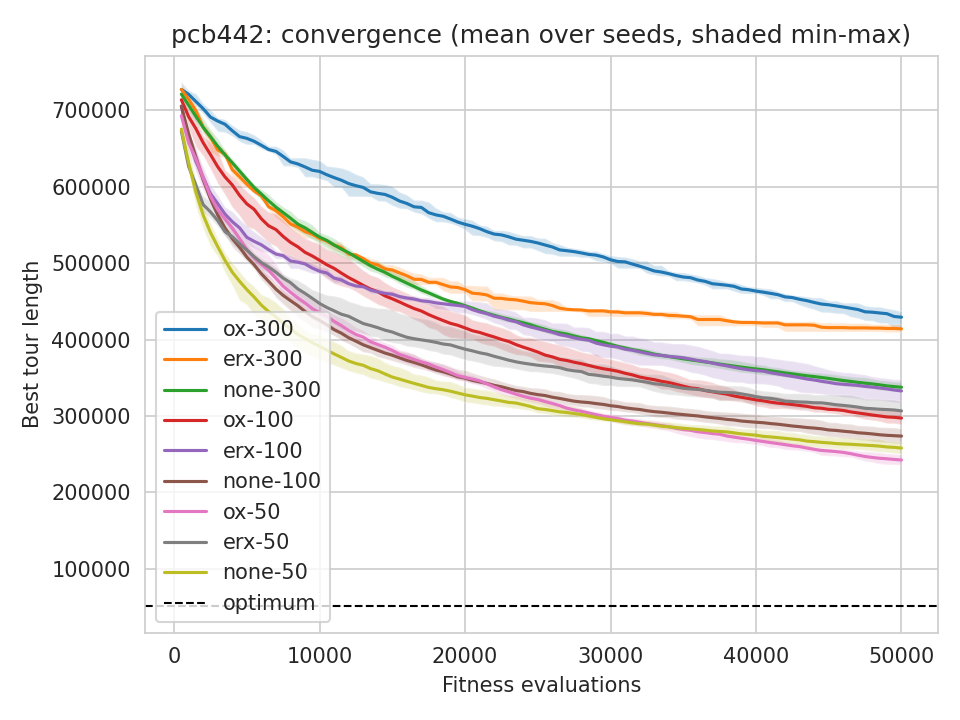 pcb442: convergence (mean over seeds, shaded min-max)
Best tour length
700000
600000
500000
400000
300000
200000
100000
ox-300
erx-300
none-300
ox-100
erx-100
none-100
ox-50
erx-50
none-50
optimum
0 10000 20000 30000 40000 50000
Fitness evaluations